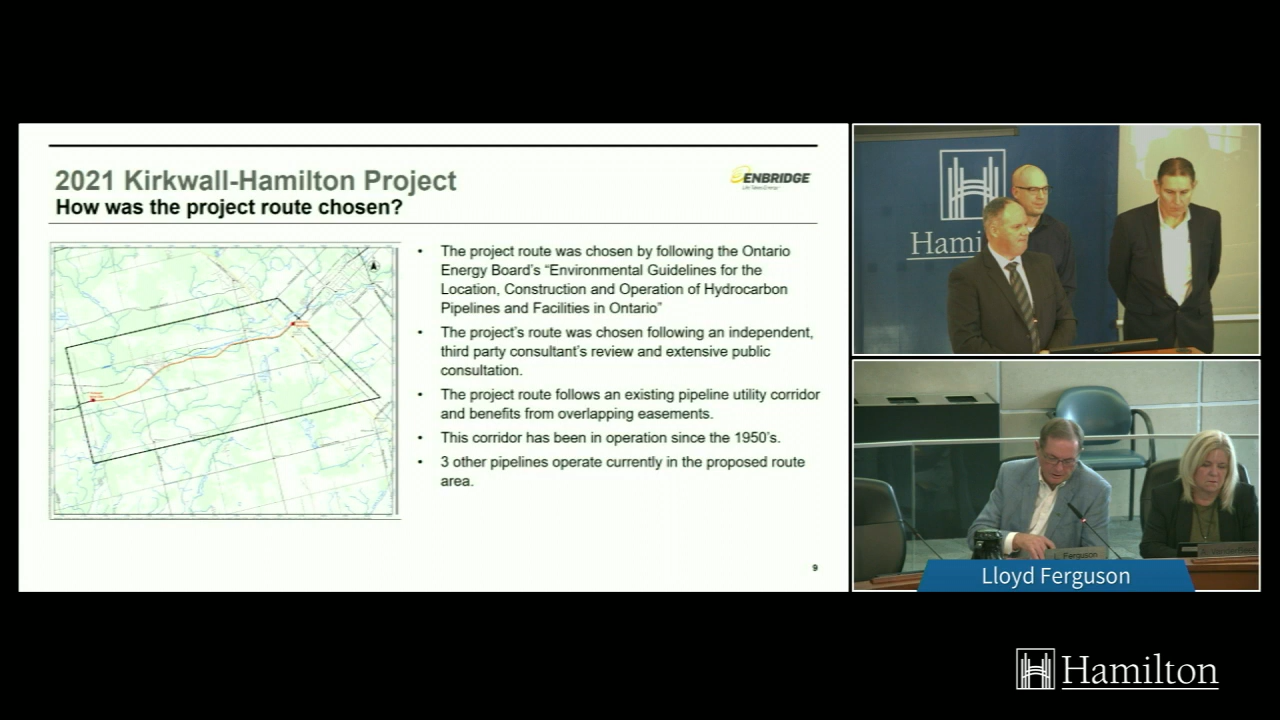 2021 Kirkwall-Hamilton Project
How was the project route chosen?
ENBRIDGE
• The project route was chosen by following the Ontario
Energy Board's “Environmental Guidelines for the
Location, Construction and Operation of Hydrocarbon
Pipelines and Facilities in Ontario”
• The project's route was chosen following an independent,
third party consultant's review and extensive public
consultation.
• The project route follows an existing pipeline utility corridor
and benefits from overlapping easements.
• This corridor has been in operation since the 1950's.
• 3 other pipelines operate currently in the proposed route
area.
9
Hami
L. Ferguson
Lloyd Ferguson
Hamilton